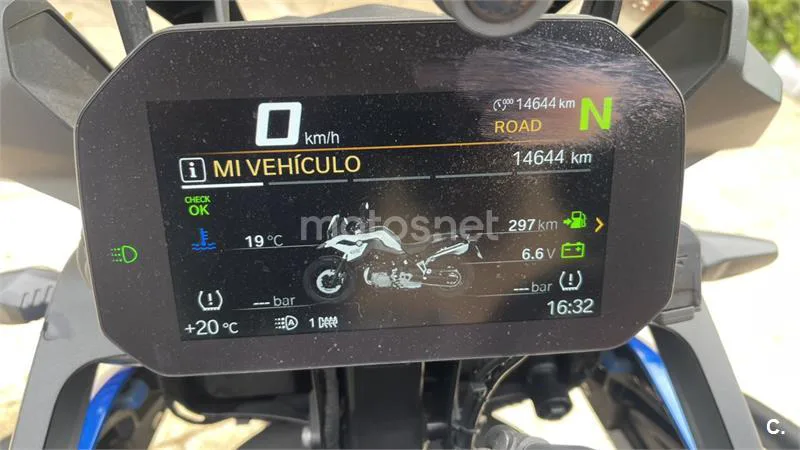 0 km/h
14644 km
ROAD
N
i MI VEHÍCULO
14644 km
CHECK
OK
motosnet
297 km
19 °C
6.6 V
--- bar
--- bar
+20 °C
A
1
16:32
C.